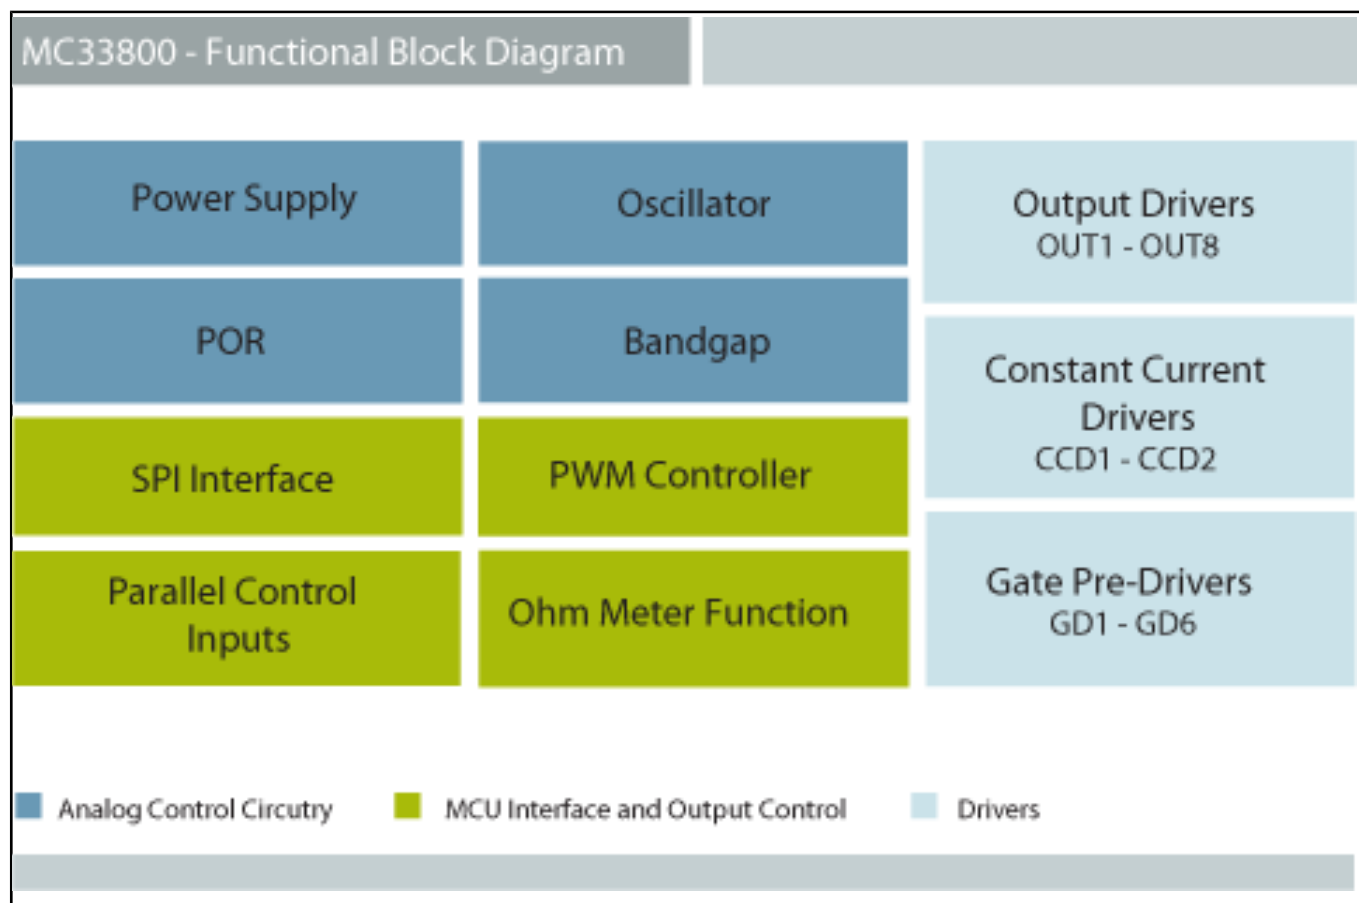 MC33800 - Functional Block Diagram
Power Supply
Oscillator
Output Drivers
OUT1 - OUT8
POR
Bandgap
Constant Current
Drivers
CCD1 - CCD2
SPI Interface
PWM Controller
Parallel Control
Inputs
Ohm Meter Function
Gate Pre-Drivers
GD1 - GD6
Analog Control Circutry
MCU Interface and Output Control
Drivers